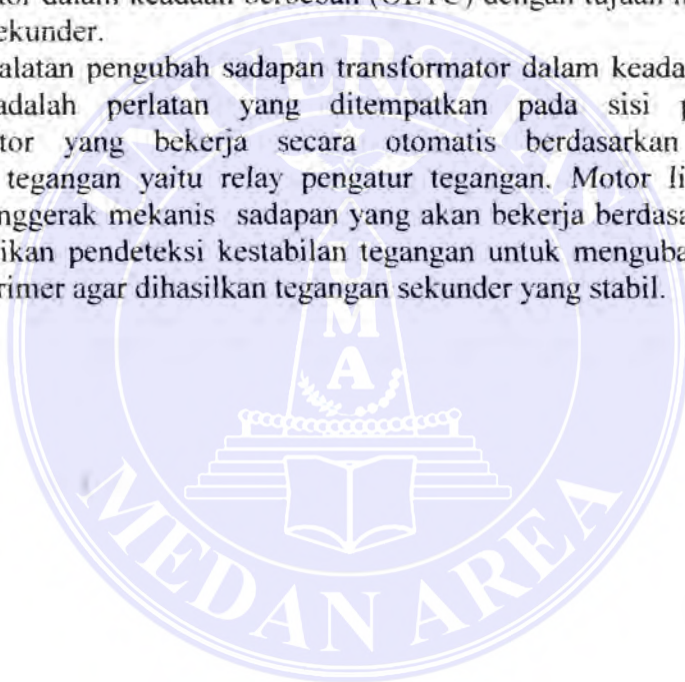 dalam keadaan berbeban dengan tujuan
ekunder.
alatan pengubah sadapan transformator dalam keada
adalah perlatan yang ditempatkan pada sisi p
tor yang bekerja secara otomatis berdasarkan
tegangan yaitu relay pengatur tegangan. Motor li
nggerak mekanis sadapan yang akan bekerja berdasa
ikan pendeteksi kestabilan tegangan untuk menguba
rimer agar dihasilkan tegangan sekunder yang stabil.
UNIVERSITAS
UMA
MEDAN AREA